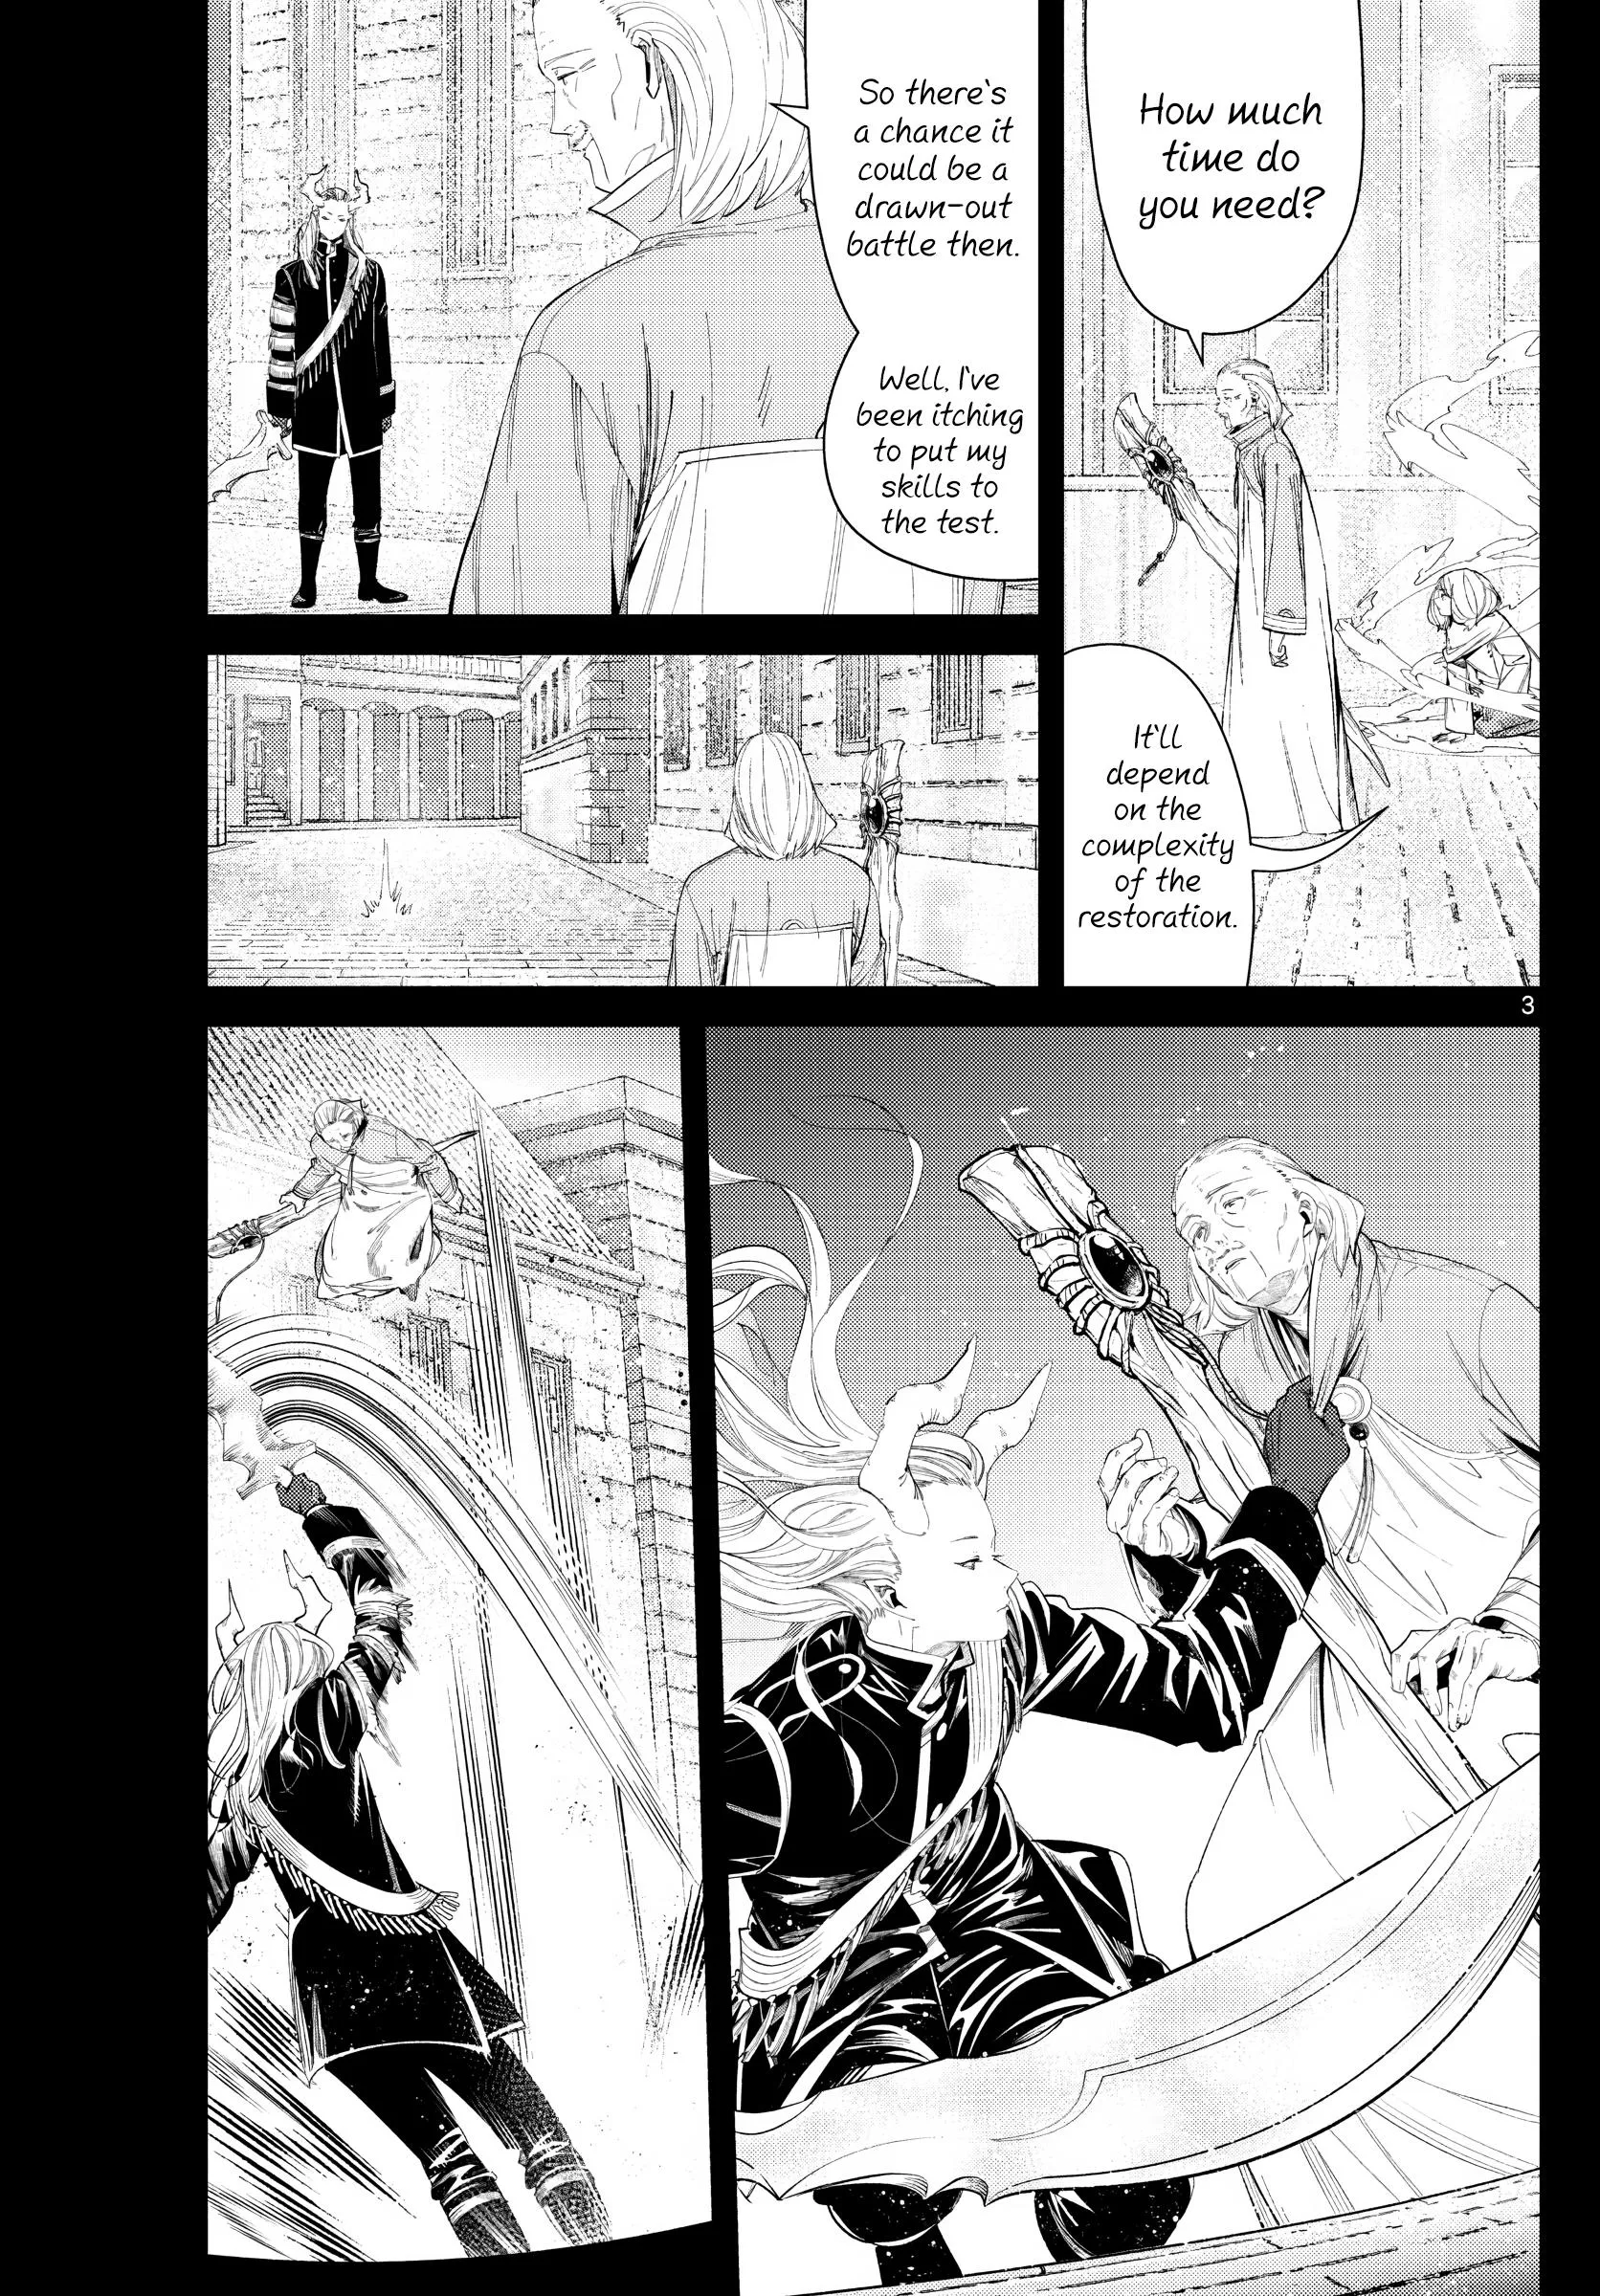 How much
time do
you need?
It'll
depend
on the
complexity
of the
restoration.
So there's
a chance it
could be a
drawn-out
battle then.
Well, I've
been itching
to put my
skills to
the test.
3